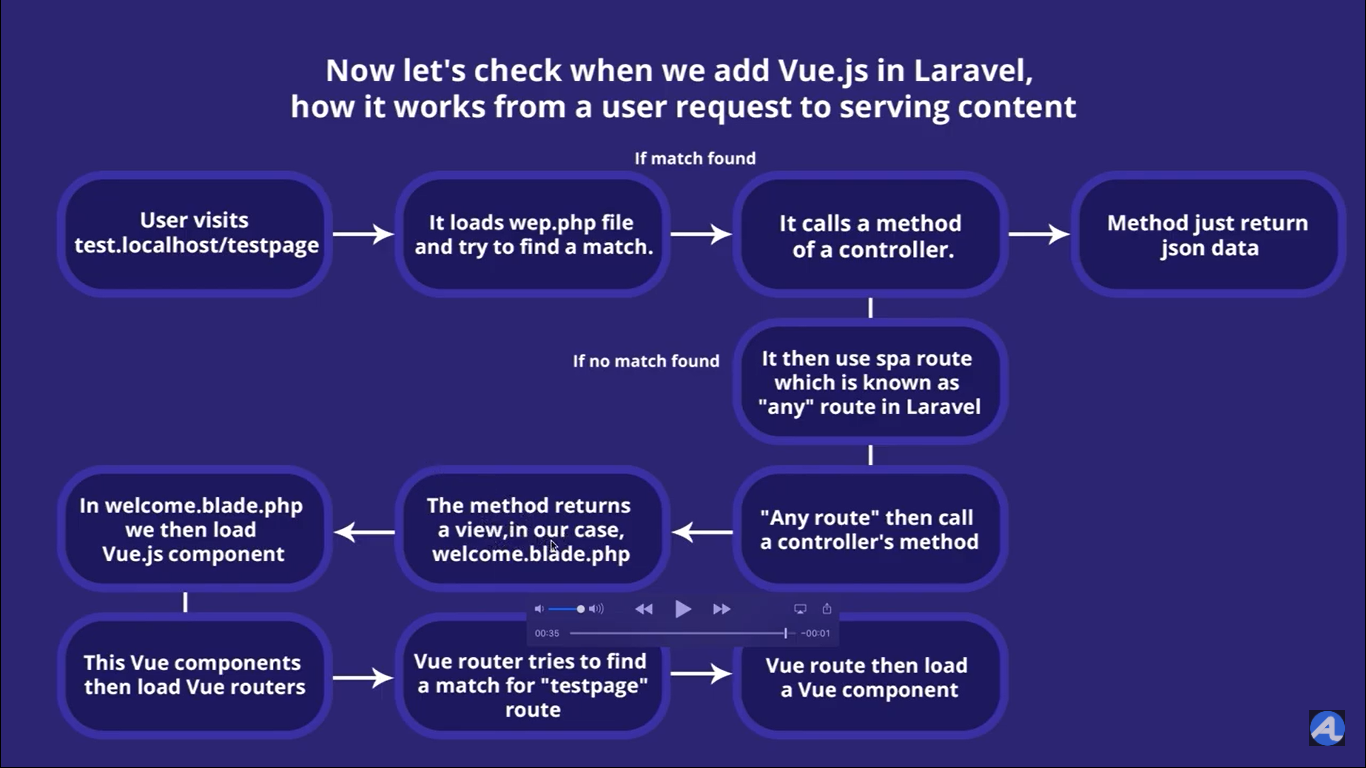 Now let's check when we add Vue.js in Laravel,
how it works from a user request to serving content
If match found
User visits
test.localhost/testpage
It loads wep.php file
and try to find a match.
It calls a method
of a controller.
Method just return
json data
If no match found
It then use spa route
which is known as
"any" route in Laravel
"Any route" then call
a controller's method
The method returns
a view,in our case,
welcome.blade.php
In welcome.blade.php
we then load
Vue.js component
This Vue components
then load Vue routers
Vue router tries to find
a match for "testpage"
route
Vue route then load
a Vue component
00:35
-00:01